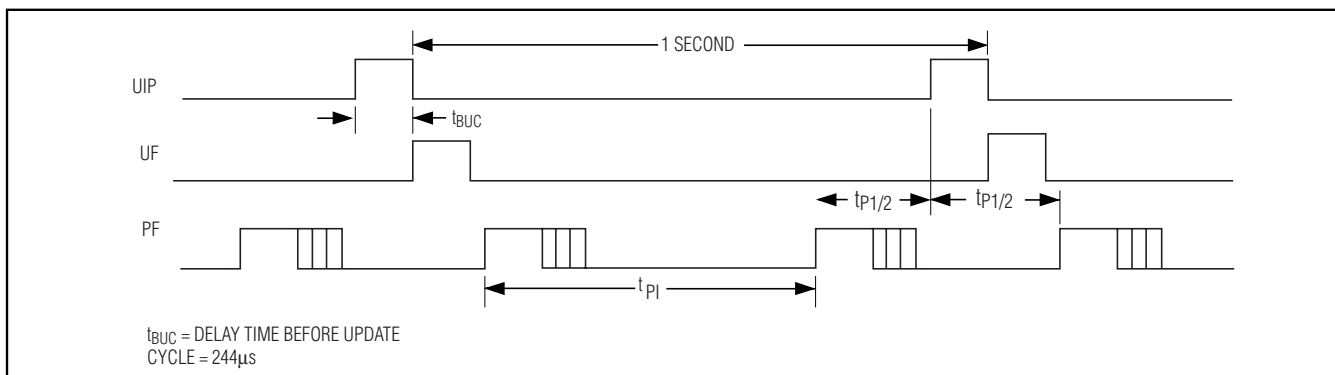 1 SECOND
UIP
tBUC
UF
tP1/2 tP1/2
PF
tPI
tBUC = DELAY TIME BEFORE UPDATE
CYCLE = 244μs